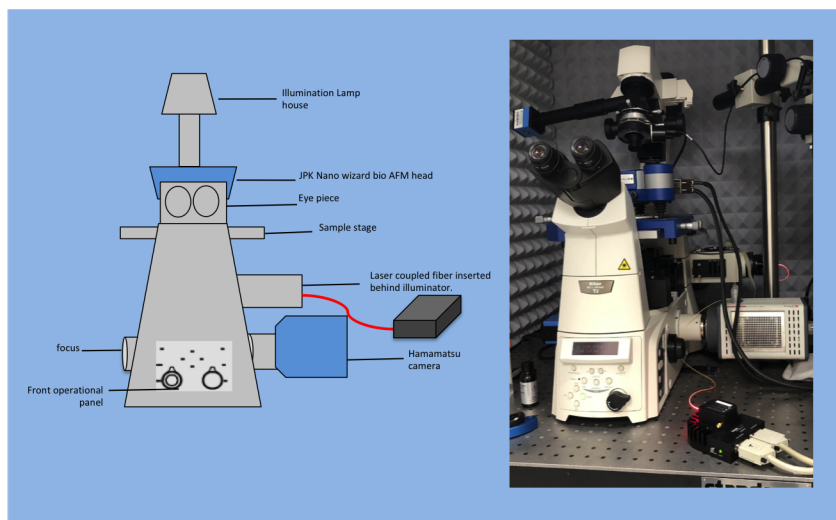 Illumination Lamp
house
JPK Nano wizard bio AFM head
Eye piece
Sample stage
Laser coupled fiber inserted
behind illuminator.
focus
Hamamatsu
camera
Front operational
panel
Nikon